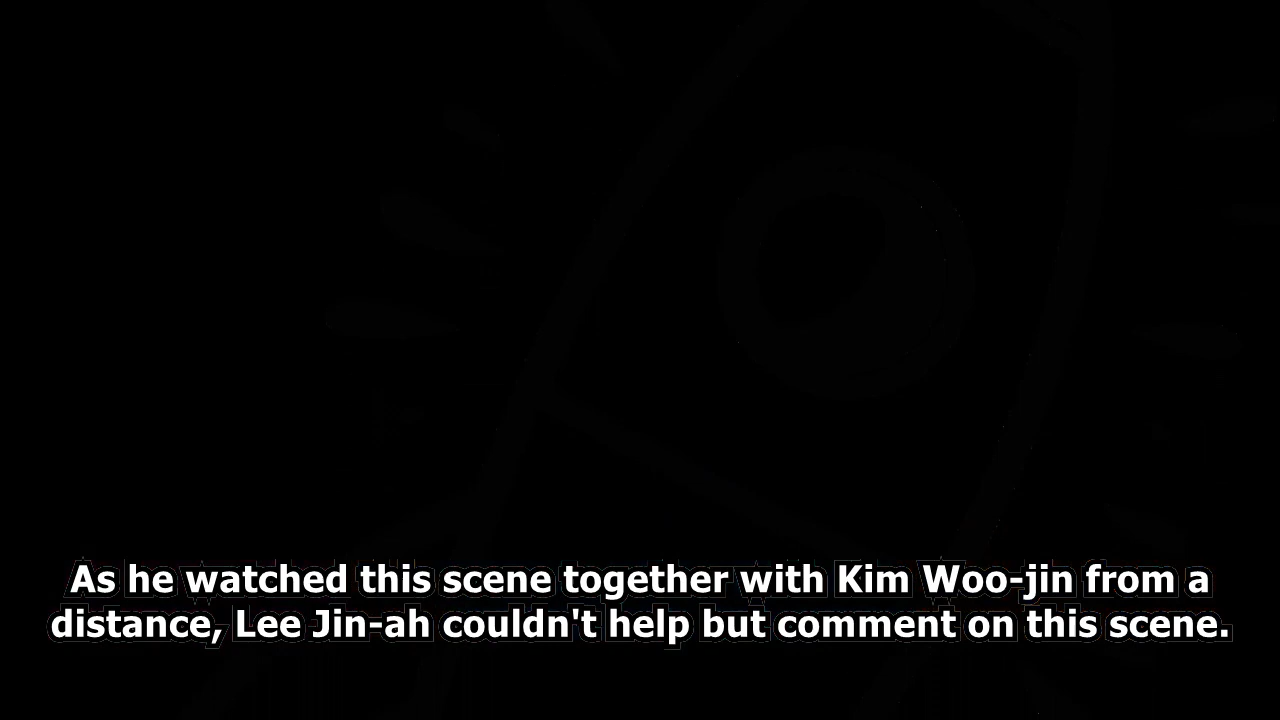 As he watched this scene together with Kim Woo-jin from a
distance, Lee Jin-ah couldn't help but comment on this scene.